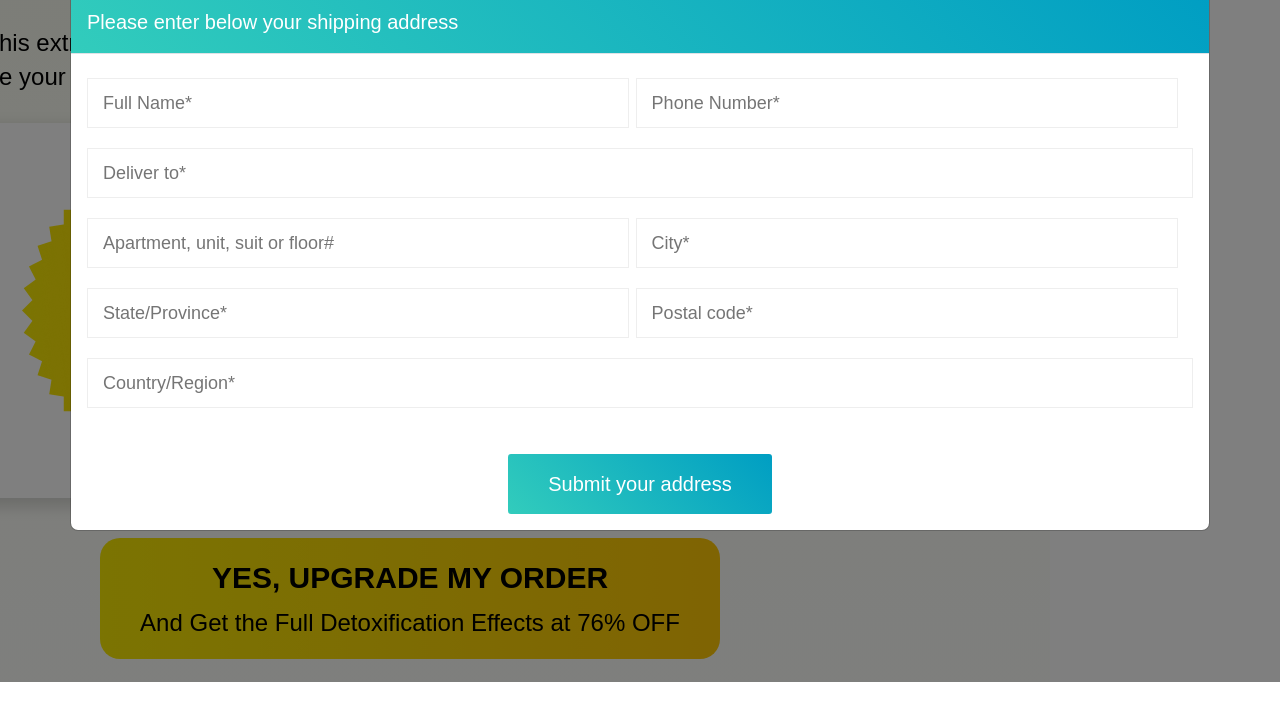 Please enter below your shipping address
his
e your
Full Name*
Phone Number*
Deliver to*
Apartment, unit, suit or floor#
City*
State/Province*
Postal code*
Country/Region*
Submit your address
YES, UPGRADE MY ORDER
And Get the Full Detoxification Effects at 76% OFF